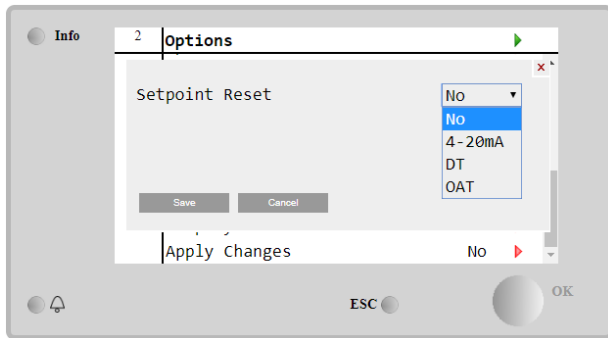 Info
2 Options
x
Setpoint Reset No
No
4-20mA
DT
OAT
Save Cancel
Apply Changes No
ESC OK